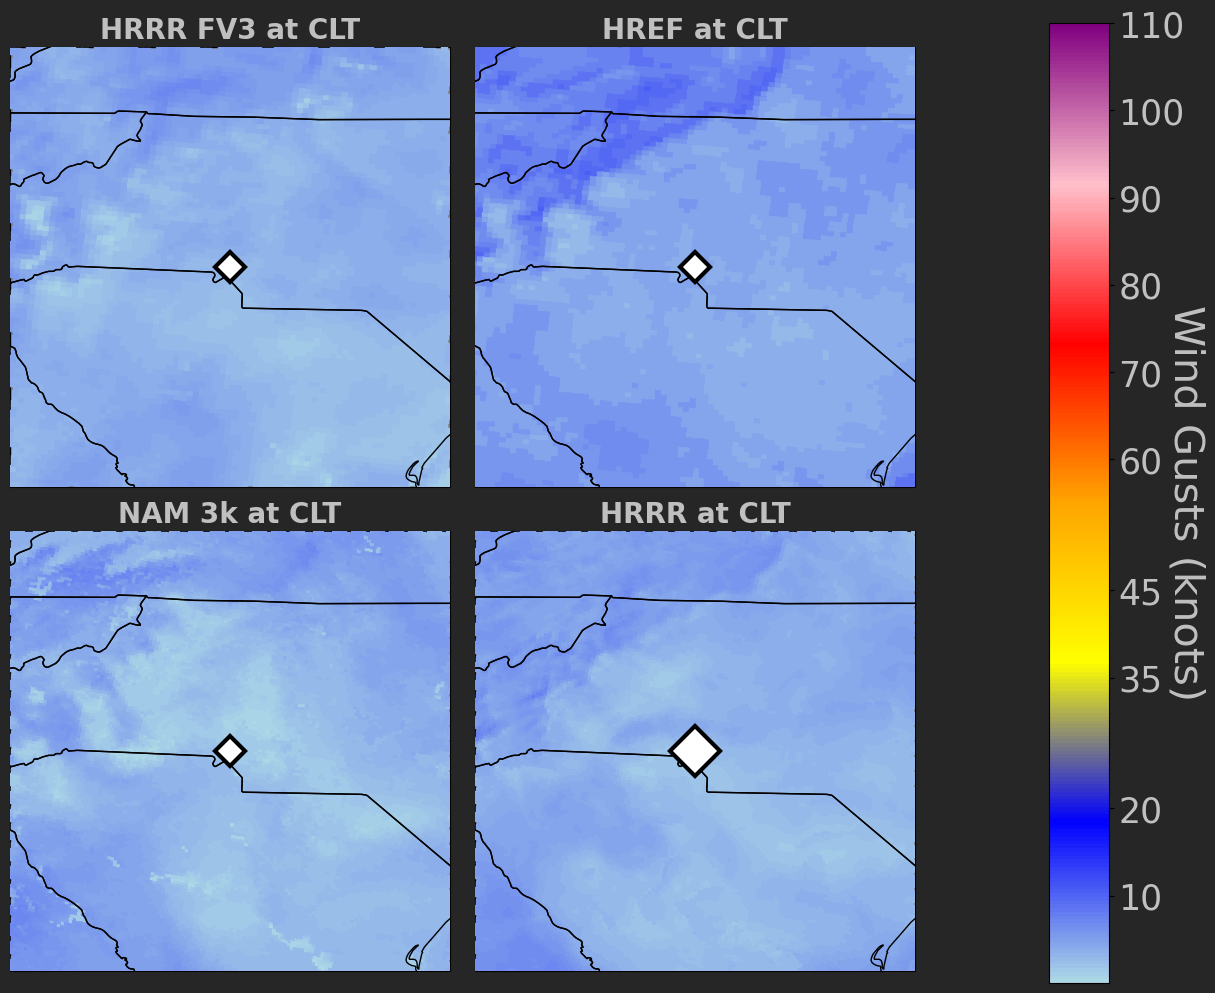 HRRR FV3 at CLT
HREF at CLT
NAM 3k at CLT
HRRR at CLT
110
100
90
80
70
60
45
35
20
10
Wind Gusts (knots)